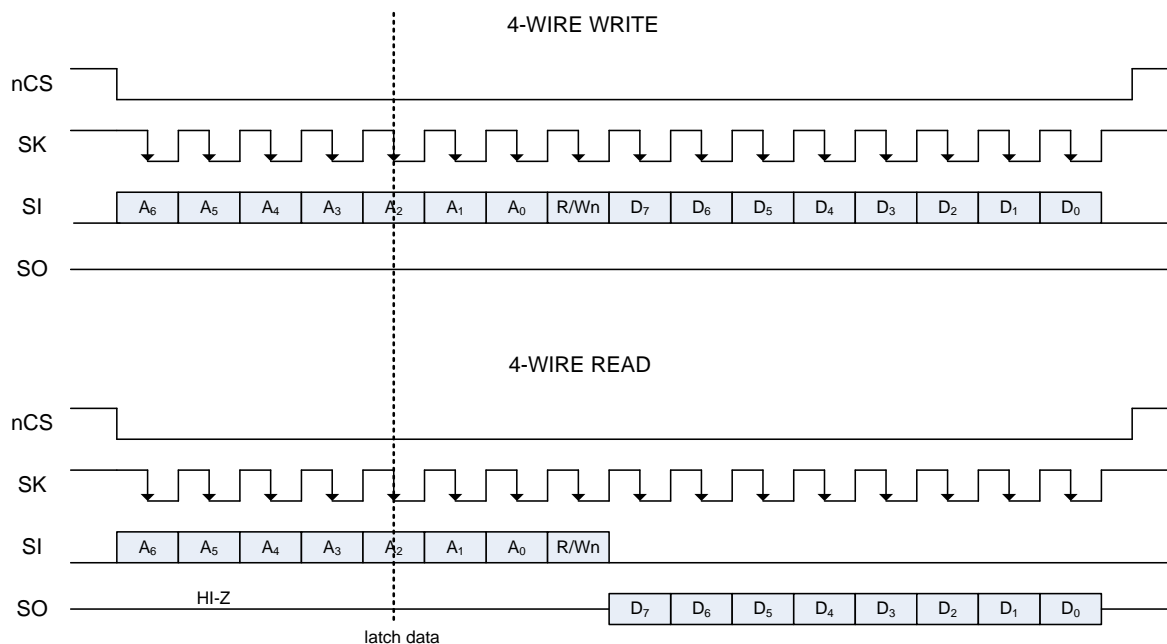 4-WIRE WRITE
nCS
SK
SI A6 A5 A4 A3 A2 A1 A0 R/Wn D7 D6 D5 D4 D3 D2 D1 D0
SO
4-WIRE READ
nCS
SK
SI A6 A5 A4 A3 A2 A1 A0 R/Wn
SO HI-Z D7 D6 D5 D4 D3 D2 D1 D0
latch data